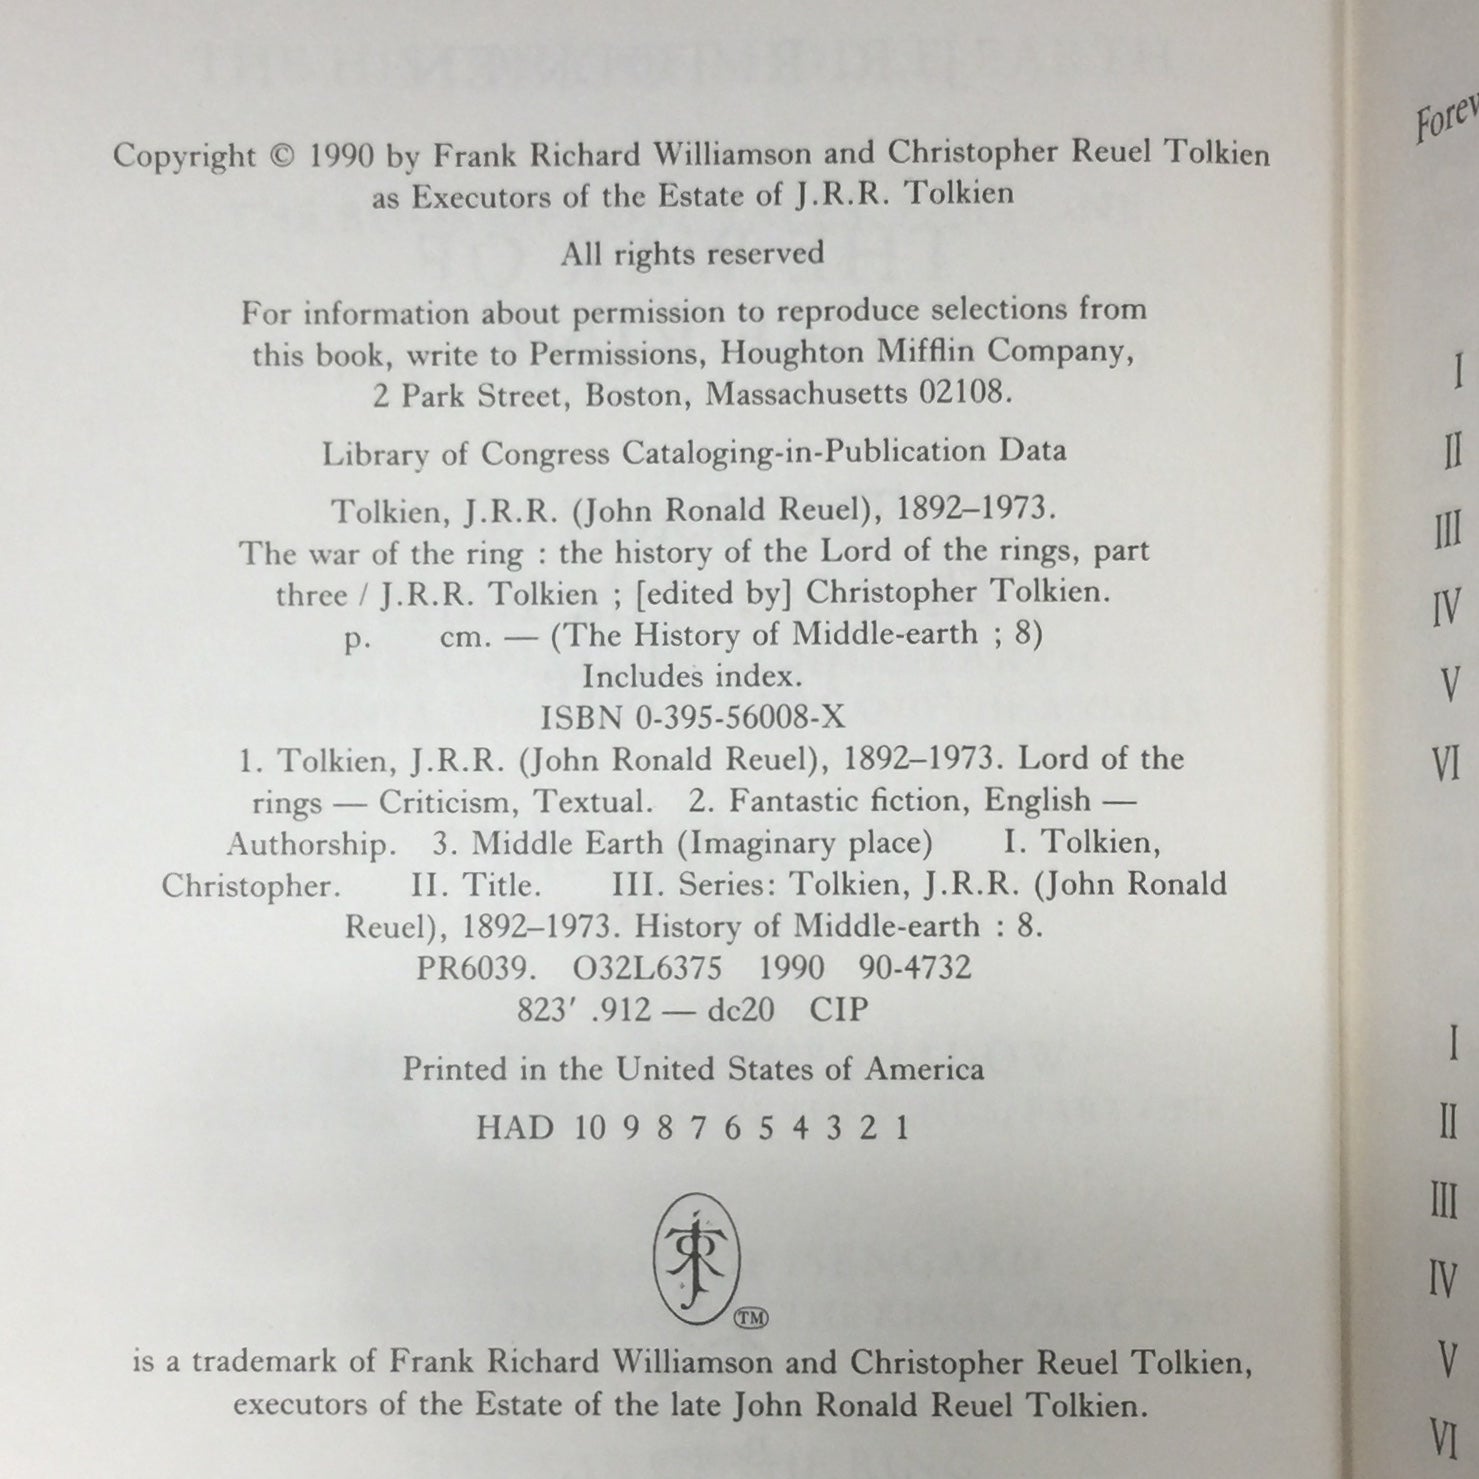 Copyright © 1990 by Frank Richard Williamson and Christopher Reuel Tolkien
as Executors of the Estate of J.R.R. Tolkien
All rights reserved
For information about permission to reproduce selections from
this book, write to Permissions, Houghton Mifflin Company,
2 Park Street, Boston, Massachusetts 02108.
Library of Congress Cataloging-in-Publication Data
Tolkien, J.R.R. (John Ronald Reuel), 1892–1973.
The war of the ring : the history of the Lord of the rings, part
three / J.R.R. Tolkien ; [edited by] Christopher Tolkien.
p. cm. — (The History of Middle-earth ; 8)
Includes index.
ISBN 0-395-56008-X
1. Tolkien, J.R.R. (John Ronald Reuel), 1892–1973. Lord of the
rings — Criticism, Textual. 2. Fantastic fiction, English —
Authorship. 3. Middle Earth (Imaginary place) I. Tolkien,
Christopher. II. Title. III. Series: Tolkien, J.R.R. (John Ronald
Reuel), 1892–1973. History of Middle-earth : 8.
PR6039. O32L6375 1990 90-4732
823′ .912 — dc20 CIP
Printed in the United States of America
HAD 10 9 8 7 6 5 4 3 2 1
TM
is a trademark of Frank Richard Williamson and Christopher Reuel Tolkien,
executors of the Estate of the late John Ronald Reuel Tolkien.
I
II
III
IV
V
VI
I
II
III
IV
V
VI